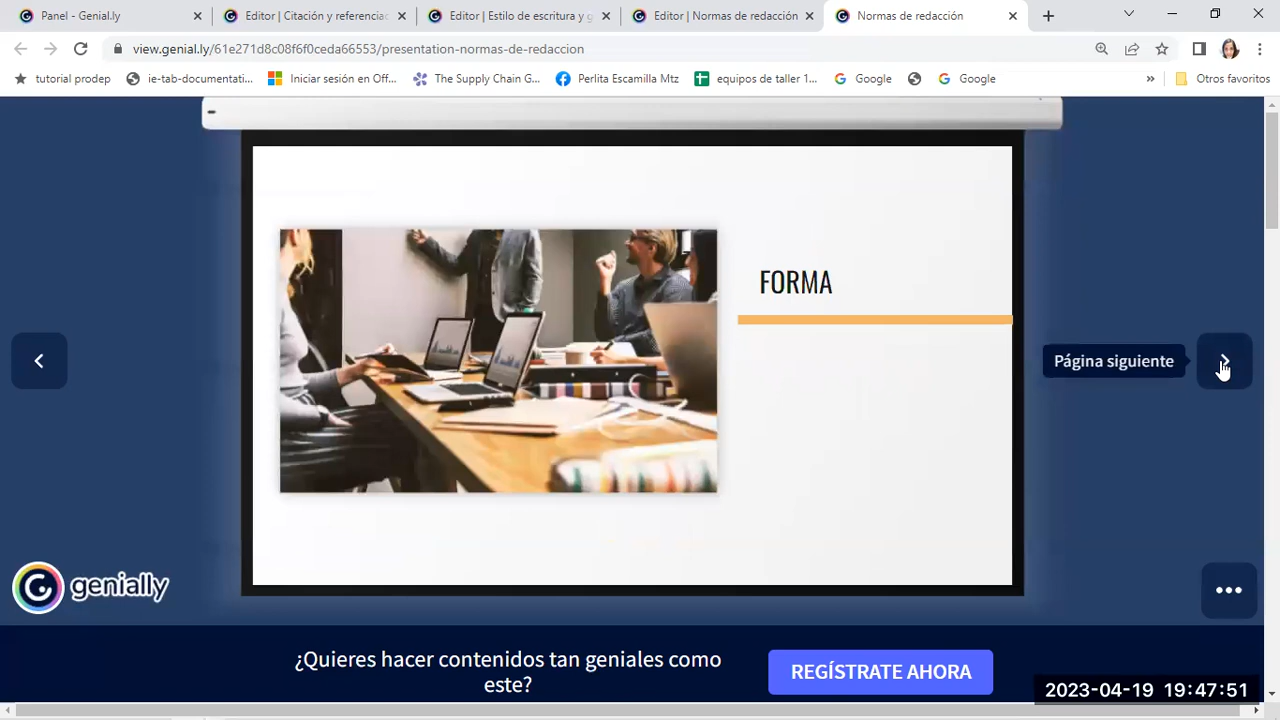 Panel - Genial.ly
Editor | Citación y referencia
Editor | Estilo de escritura y g
Editor | Normas de redacción
Normas de redacción
view.genial.ly/61e271d8c08f6f0ceda66553/presentation-normas-de-redaccion
tutorial prodep
ie-tab-documentati...
Iniciar sesión en Off...
The Supply Chain G...
Perlita Escamilla Mtz
equipos de taller 1...
Google
Google
»
Otros favoritos
FORMA
Página siguiente
genially
¿Quieres hacer contenidos tan geniales como
este?
REGÍSTRATE AHORA
2023-04-19 19:47:51